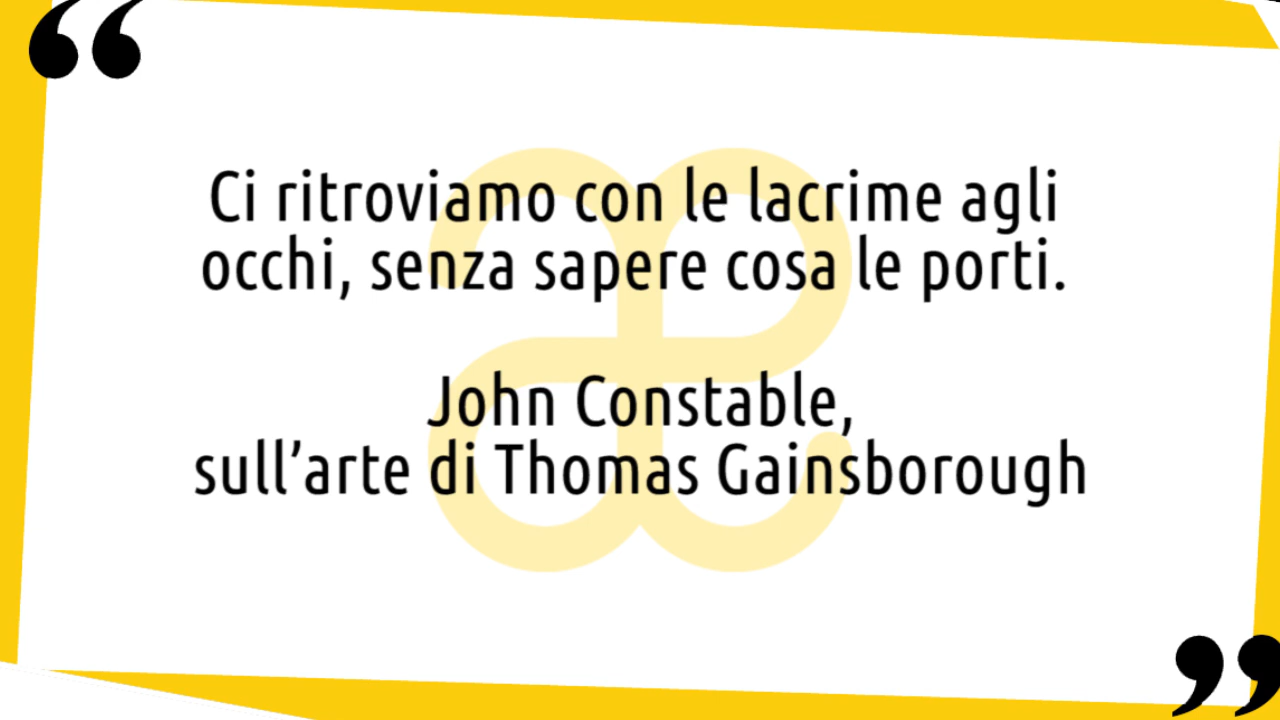 “
Ci ritroviamo con le lacrime agli
occhi, senza sapere cosa le porti.
John Constable,
sull’arte di Thomas Gainsborough
”